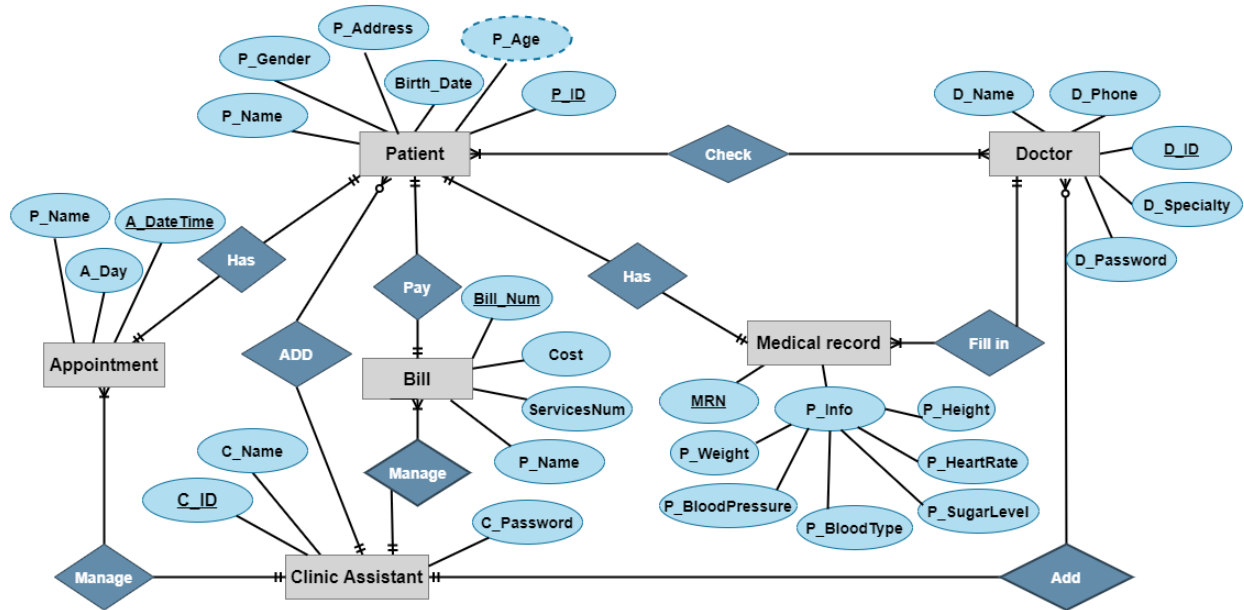 P_Address
P_Age
P_Gender
Birth_Date
P_ID
P_Name
Patient
Check
D_Name
D_Phone
Doctor
D_ID
D_Specialty
D_Password
P_Name
A_DateTime
A_Day
Has
Appointment
ADD
Pay
Has
Bill_Num
Cost
Bill
ServicesNum
P_Name
Medical record
Fill in
MRN
P_Info
P_Height
P_Weight
P_HeartRate
P_BloodPressure
P_SugarLevel
P_BloodType
Manage
C_Name
C_ID
C_Password
Manage
Clinic Assistant
Add